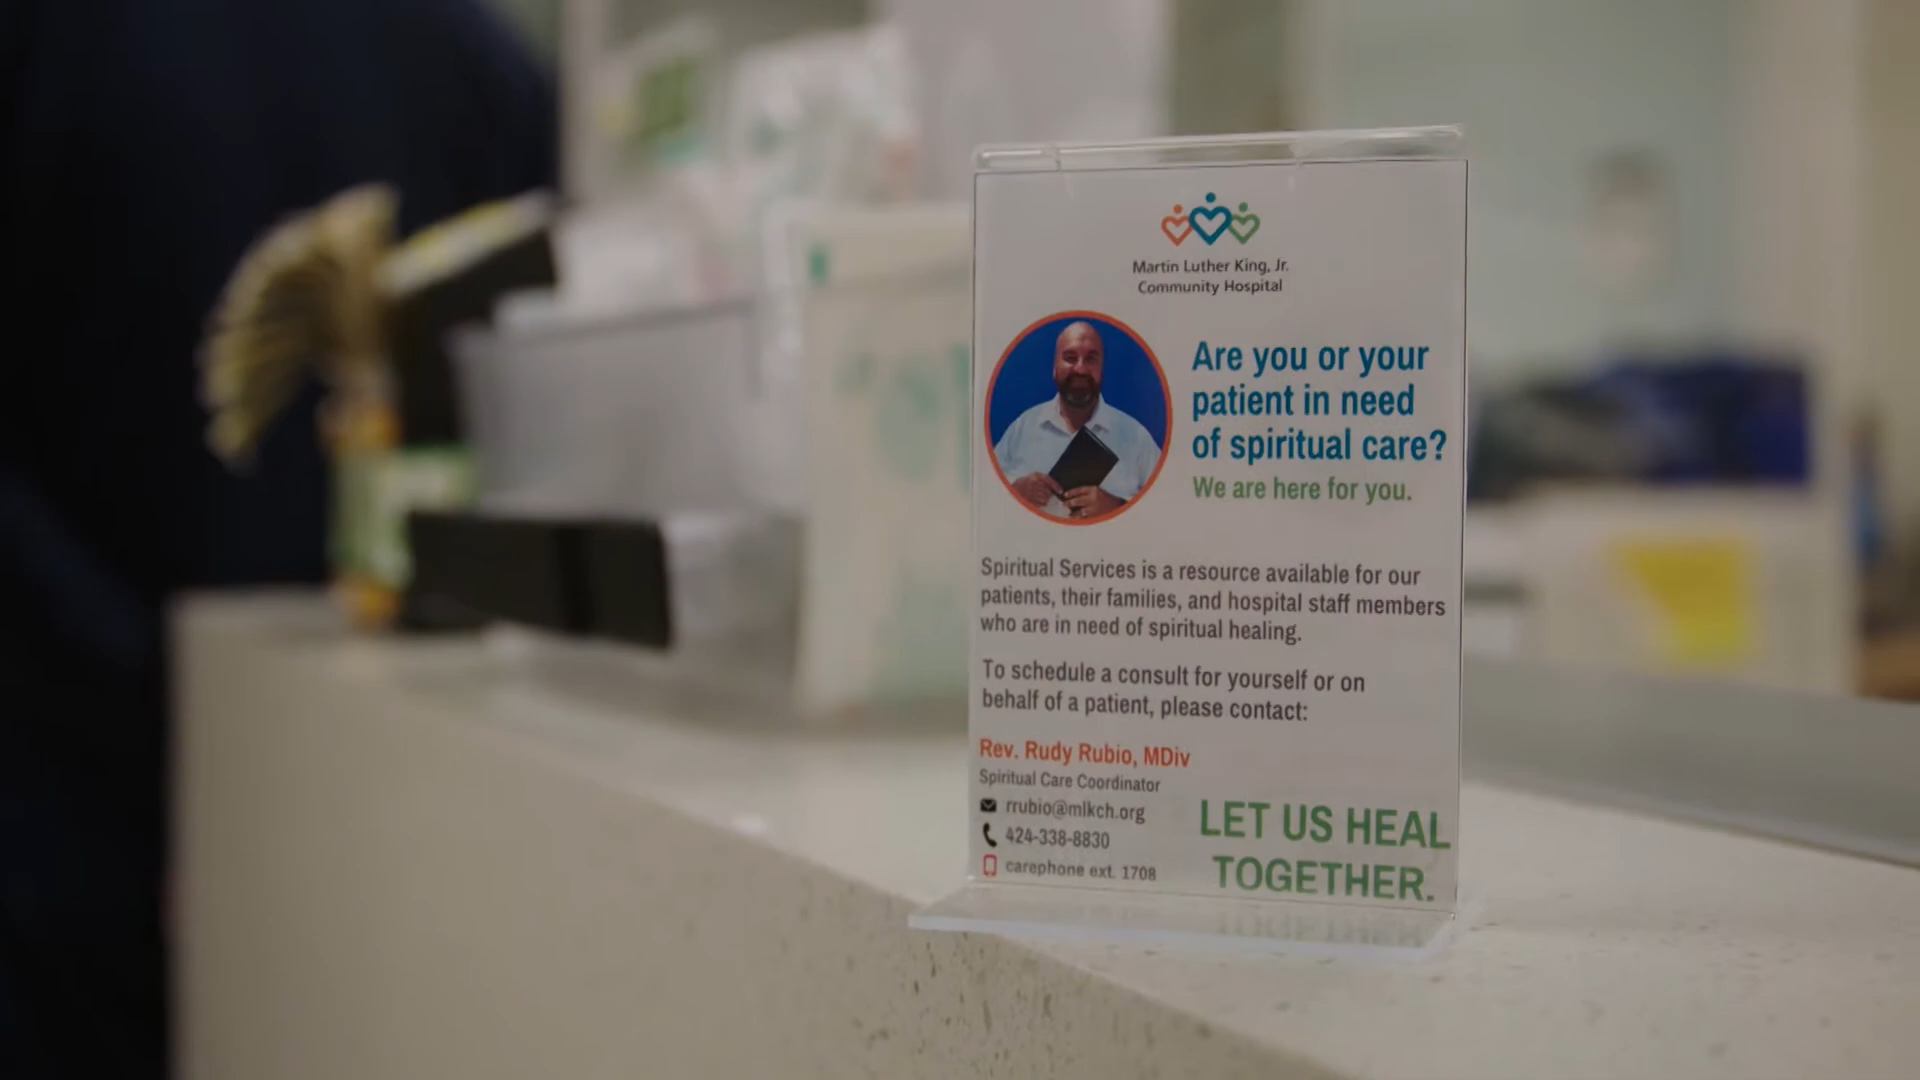 Martin Luther King, Jr.
Community Hospital
Are you or your
patient in need
of spiritual care?
We are here for you.
Spiritual Services is a resource available for our
patients, their families, and hospital staff members
who are in need of spiritual healing.
To schedule a consult for yourself or on
behalf of a patient, please contact:
Rev. Rudy Rubio, MDiv
Spiritual Care Coordinator
rrubio@mlkch.org
424-338-8830
carephone ext. 1708
LET US HEAL
TOGETHER.